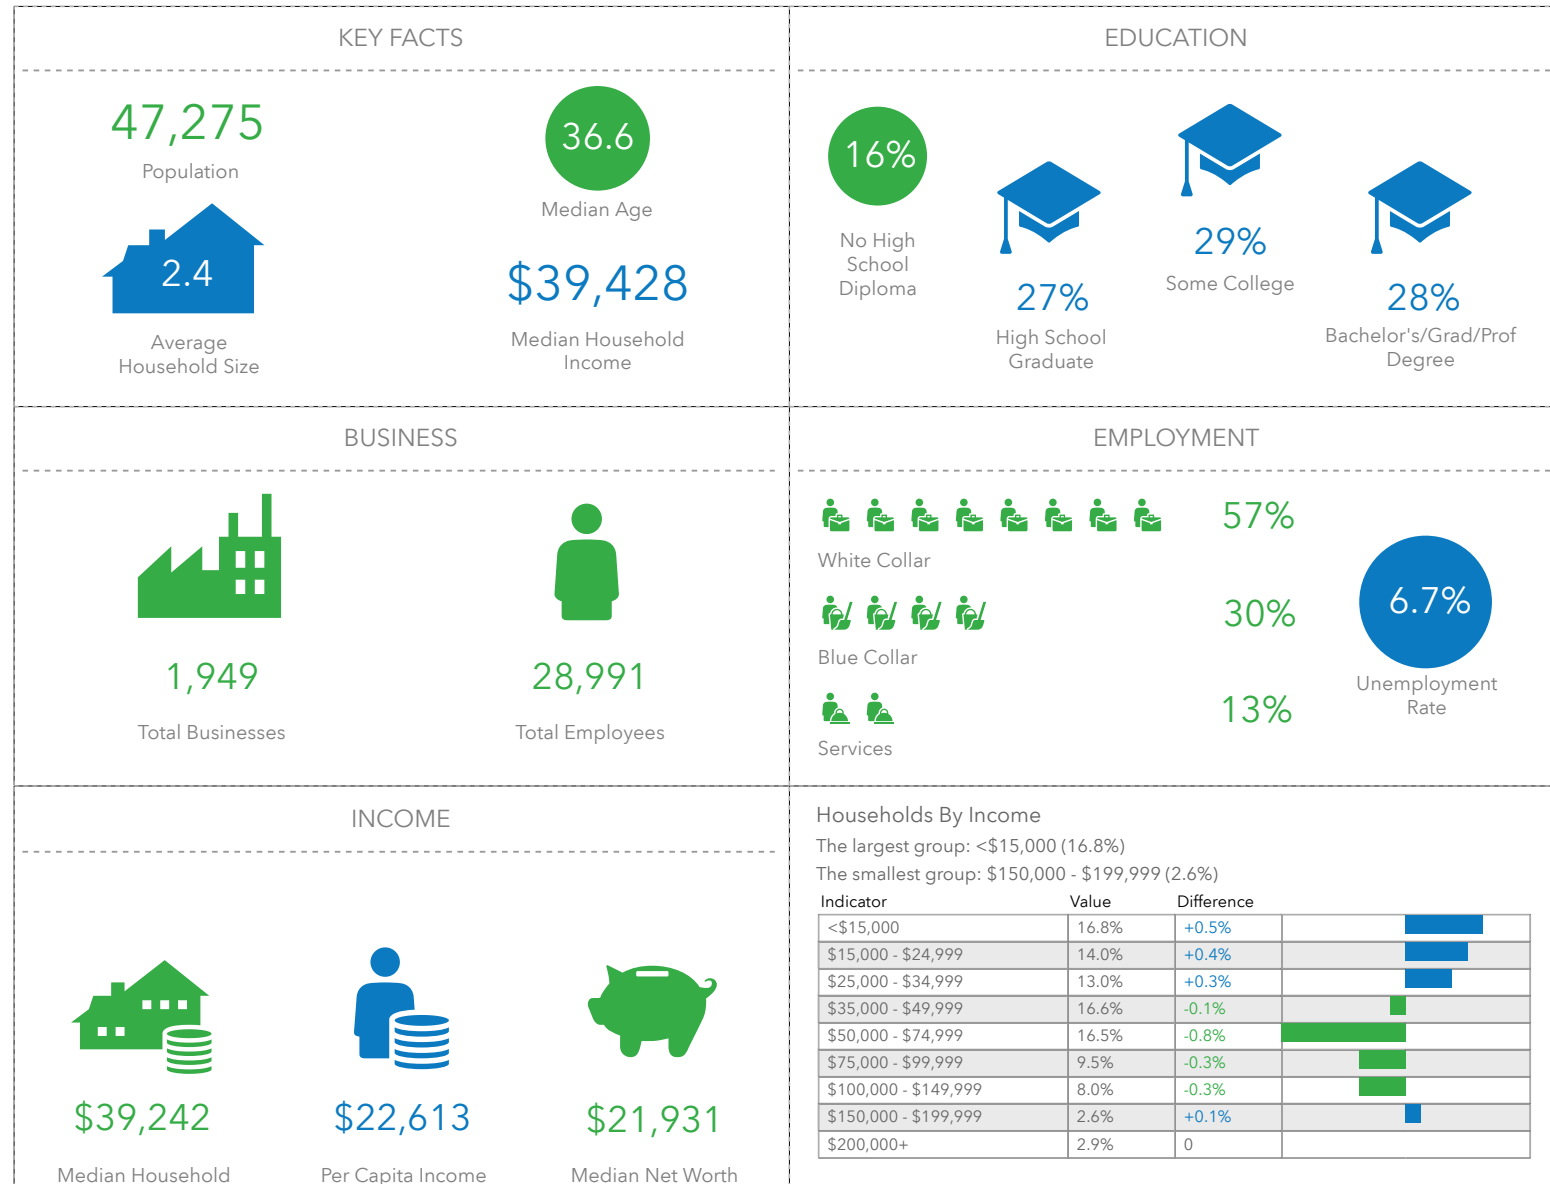 KEY FACTS
47,275
Population
36.6
Median Age
2.4
Average
Household Size
$39,428
Median Household
Income
EDUCATION
16%
No High
School
Diploma
27%
High School
Graduate
29%
Some College
28%
Bachelor's/Grad/Prof
Degree
BUSINESS
1,949
Total Businesses
28,991
Total Employees
EMPLOYMENT
57%
White Collar
30%
Blue Collar
13%
Services
6.7%
Unemployment
Rate
INCOME
$39,242
Median Household
$22,613
Per Capita Income
$21,931
Median Net Worth
Households By Income
The largest group: <$15,000 (16.8%)
The smallest group: $150,000 - $199,999 (2.6%)
Indicator Value Difference
<$15,000 16.8% +0.5%
$15,000 - $24,999 14.0% +0.4%
$25,000 - $34,999 13.0% +0.3%
$35,000 - $49,999 16.6% -0.1%
$50,000 - $74,999 16.5% -0.8%
$75,000 - $99,999 9.5% -0.3%
$100,000 - $149,999 8.0% -0.3%
$150,000 - $199,999 2.6% +0.1%
$200,000+ 2.9% 0